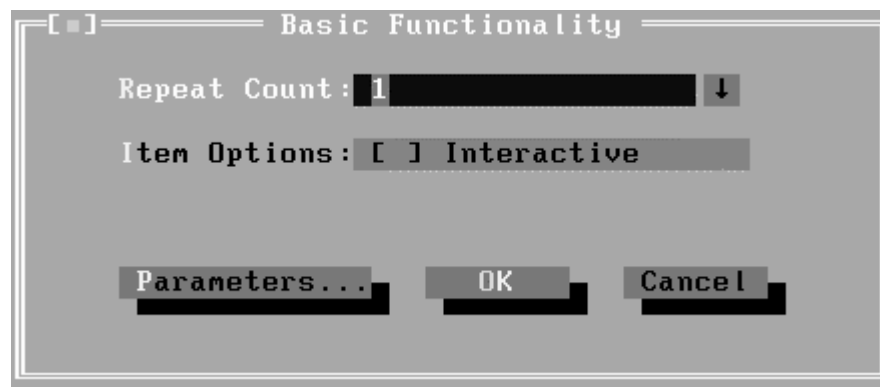 [■] Basic Functionality
Repeat Count: 1 ↓
Item Options: [ ] Interactive
Parameters... OK Cancel